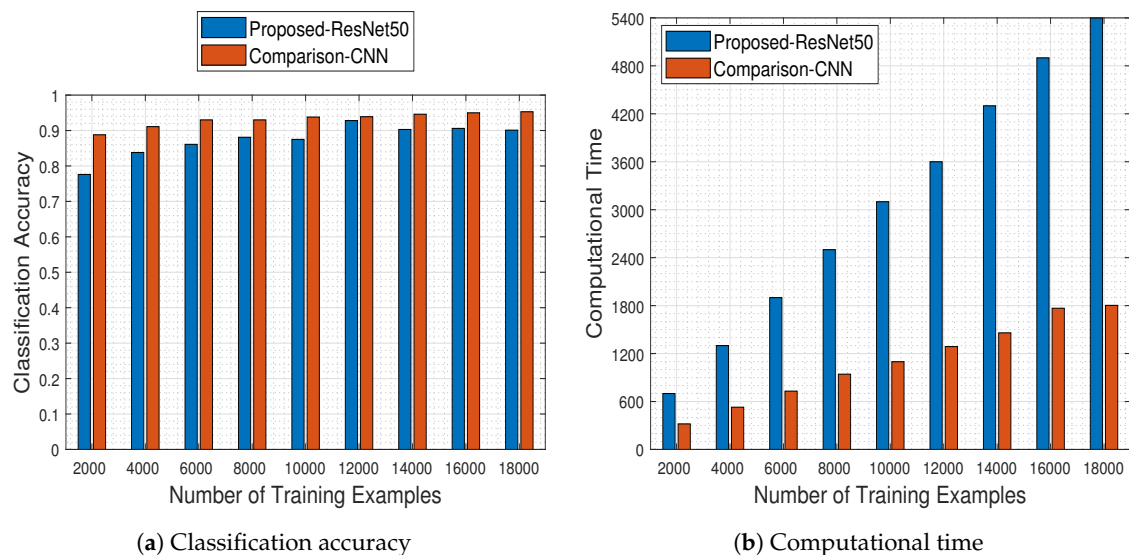 Proposed-ResNet50
Comparison-CNN
1
0.9
0.8
0.7
0.6
0.5
0.4
0.3
0.2
0.1
0
Classification Accuracy
2000 4000 6000 8000 10000 12000 14000 16000 18000
Number of Training Examples
(a) Classification accuracy
Proposed-ResNet50
Comparison-CNN
5400
4800
4200
3600
3000
2400
1800
1200
600
0
Computational Time
2000 4000 6000 8000 10000 12000 14000 16000 18000
Number of Training Examples
(b) Computational time